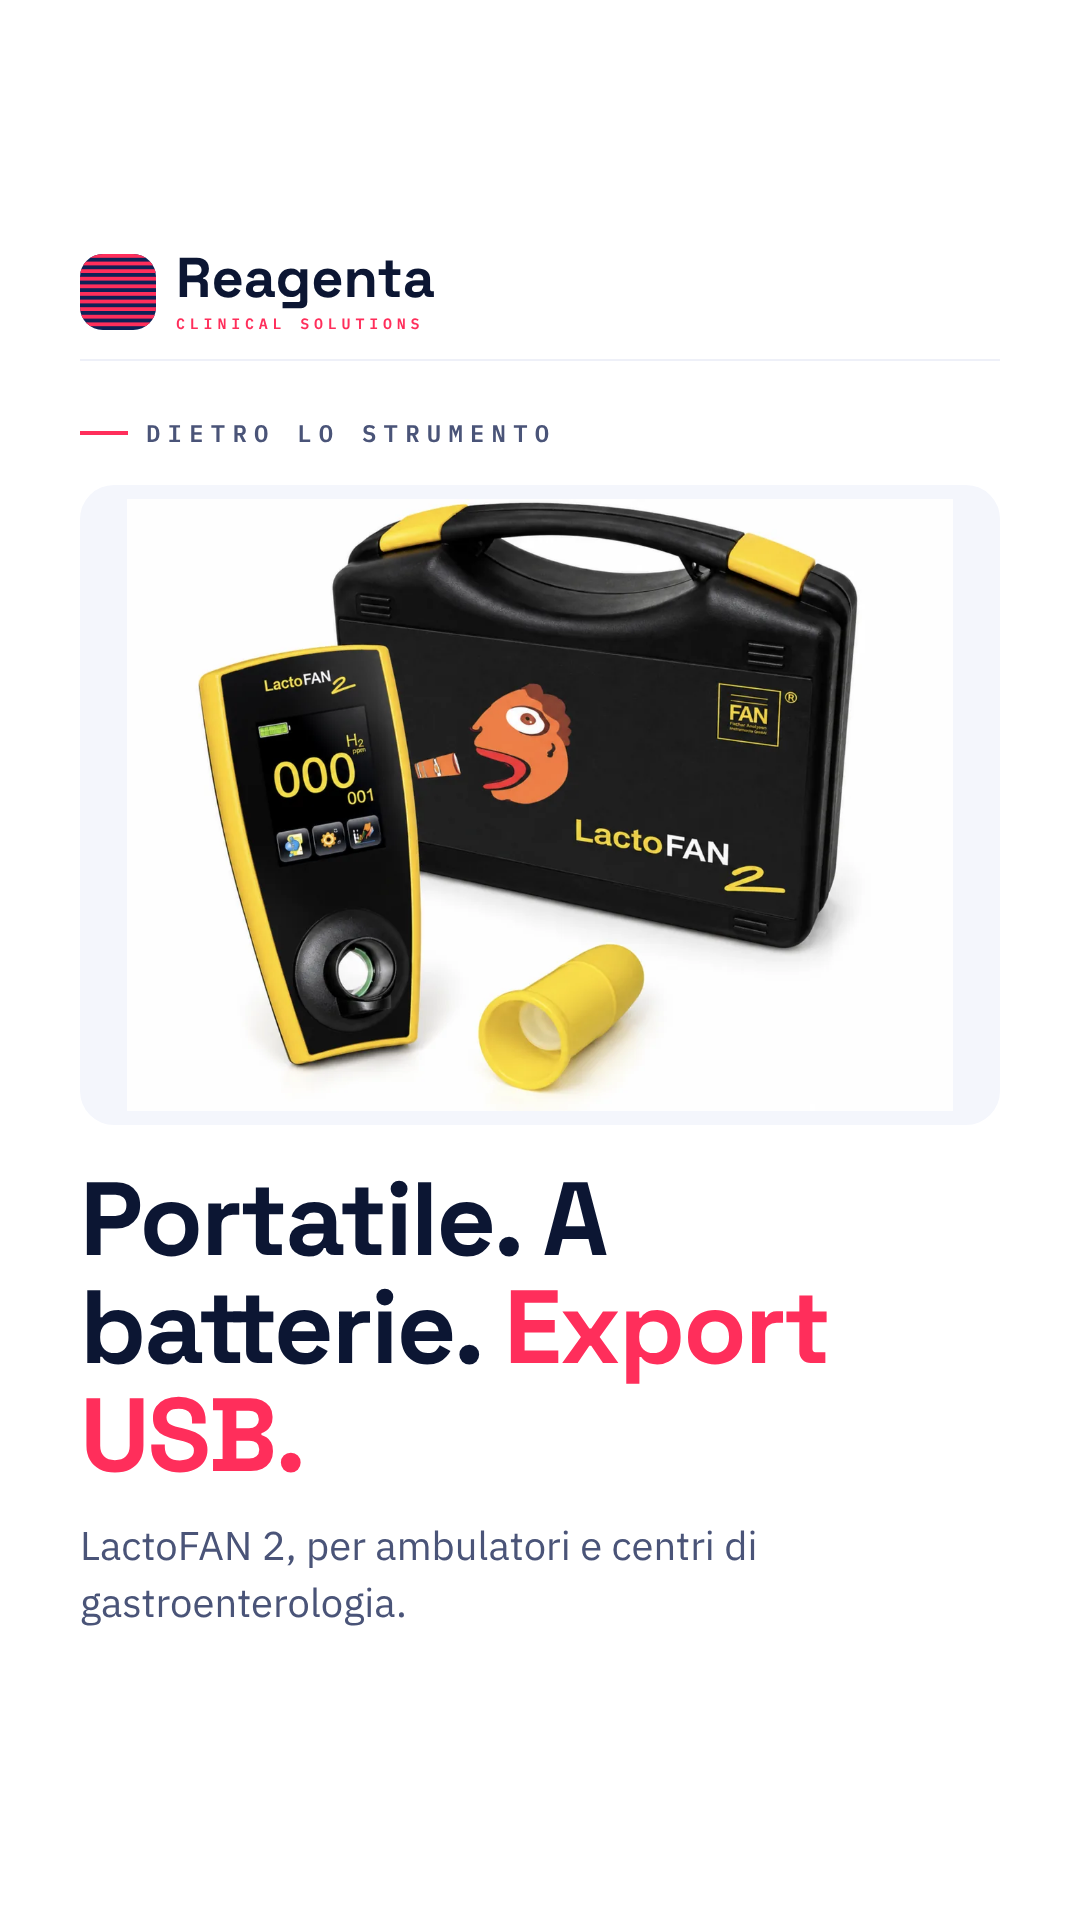 Reagenta
CLINICAL SOLUTIONS
DIETRO LO STRUMENTO
LactoFAN 2
H2
ppm
000
001
FAN
®
LactoFAN
2
Portatile. A
batterie. Export
USB.
LactoFAN 2, per ambulatori e centri di
gastroenterologia.